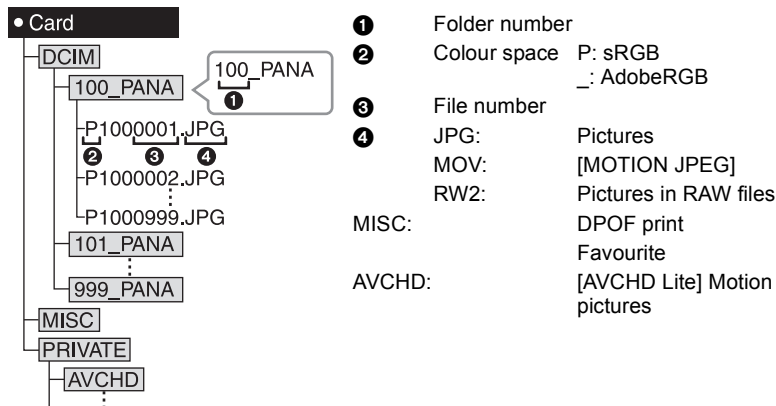 ● Card
DCIM
100_PANA
100_PANA
❶
P1000001.JPG
❷ ❸ ❹
P1000002.JPG
P1000999.JPG
101_PANA
999_PANA
MISC
PRIVATE
AVCHD
❶ Folder number
❷ Colour space P: sRGB
_: AdobeRGB
❸ File number
❹ JPG: Pictures
MOV: [MOTION JPEG]
RW2: Pictures in RAW files
MISC: DPOF print
Favourite
AVCHD: [AVCHD Lite] Motion
pictures